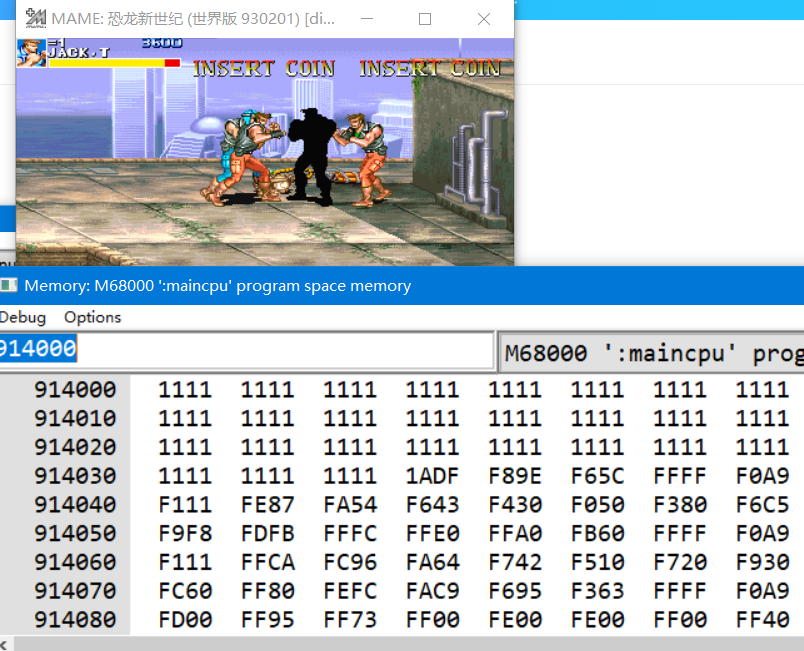 MAME: 恐龙新世纪 (世界版 930201) [di...
=1 3600
JACK.T
INSERT COIN INSERT COIN
Memory: M68000 ':maincpu' program space memory
Debug Options
914000 M68000 ':maincpu' prog
914000 1111 1111 1111 1111 1111 1111 1111 1111
914010 1111 1111 1111 1111 1111 1111 1111 1111
914020 1111 1111 1111 1111 1111 1111 1111 1111
914030 1111 1111 1111 1ADF F89E F65C FFFF F0A9
914040 F111 FE87 FA54 F643 F430 F050 F380 F6C5
914050 F9F8 FDFB FFFC FFE0 FFA0 FB60 FFFF F0A9
914060 F111 FFCA FC96 FA64 F742 F510 F720 F930
914070 FC60 FF80 FEFC FAC9 F695 F363 FFFF F0A9
914080 FD00 FF95 FF73 FF00 FE00 FE00 FF00 FF40